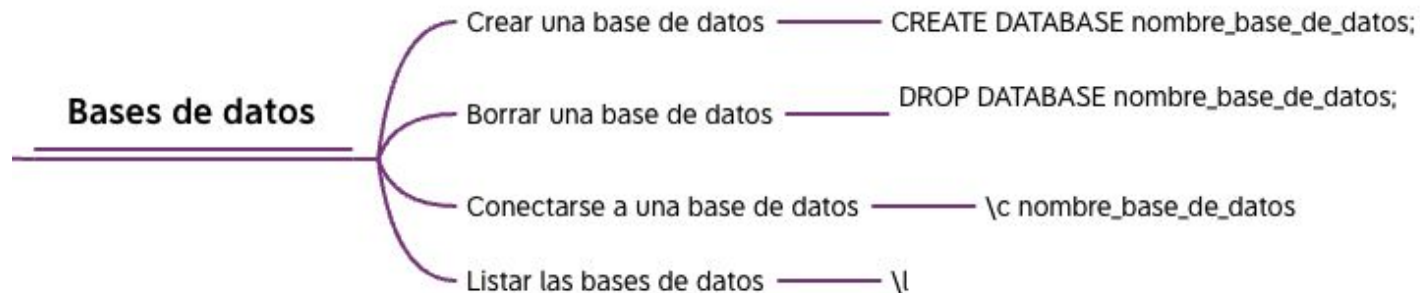 Bases de datos
Crear una base de datos CREATE DATABASE nombre_base_de_datos;
Borrar una base de datos DROP DATABASE nombre_base_de_datos;
Conectarse a una base de datos \c nombre_base_de_datos
Listar las bases de datos \l